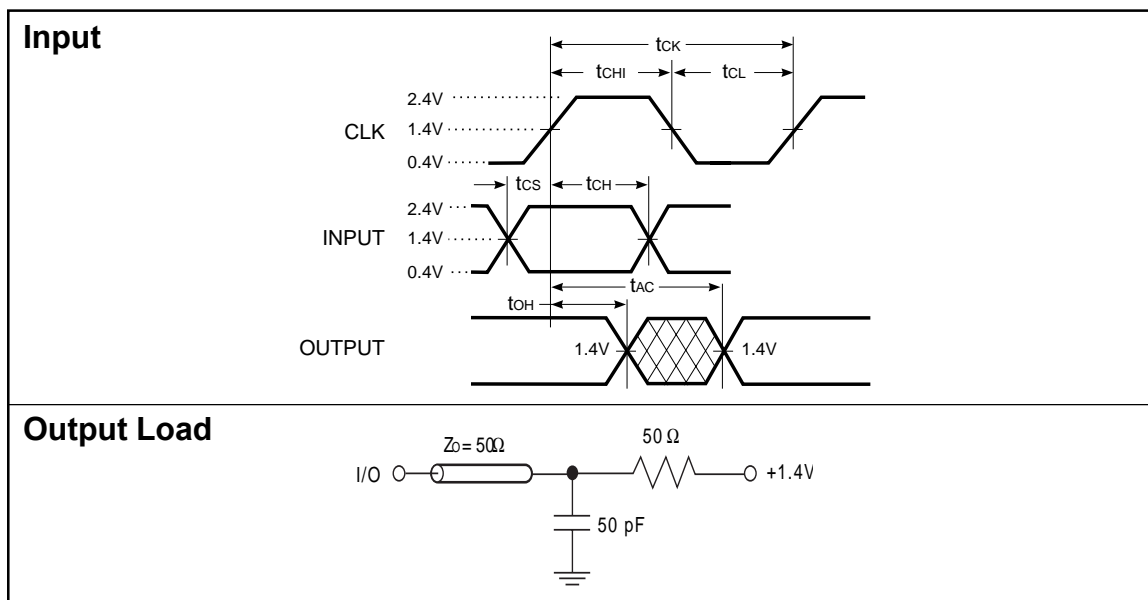 Input
tCK
tCHI tCL
2.4V
CLK 1.4V
0.4V
tCS tCH
2.4V
INPUT 1.4V
0.4V
tAC
tOH
OUTPUT 1.4V 1.4V
Output Load
ZO = 50Ω 50 Ω
I/O +1.4V
50 pF